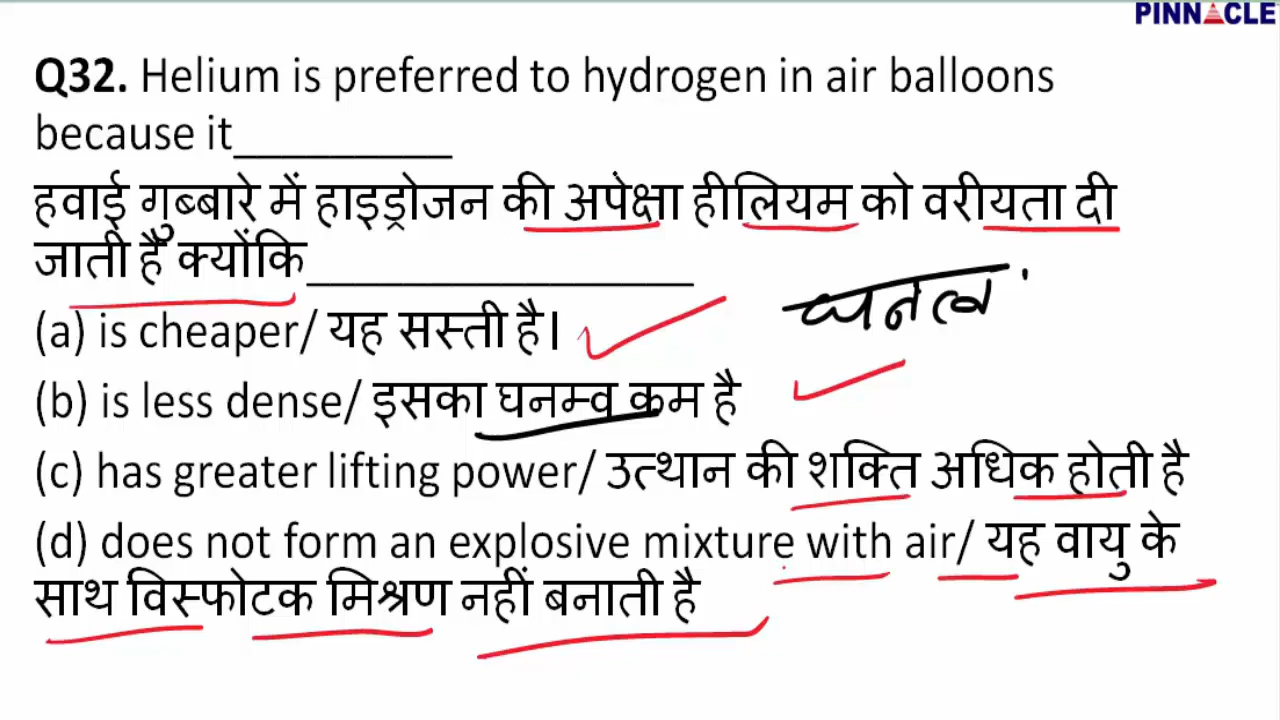 PINNACLE
Q32. Helium is preferred to hydrogen in air balloons
because it_________
हवाई गुब्बारे में हाइड्रोजन की अपेक्षा हीलियम को वरीयता दी
जाती है क्योंकि_________________
(a) is cheaper/ यह सस्ती है।
घनत्व
(b) is less dense/ इसका घनम्व कम है
(c) has greater lifting power/ उत्थान की शक्ति अधिक होती है
(d) does not form an explosive mixture with air/ यह वायु के
साथ विस्फोटक मिश्रण नहीं बनाती है